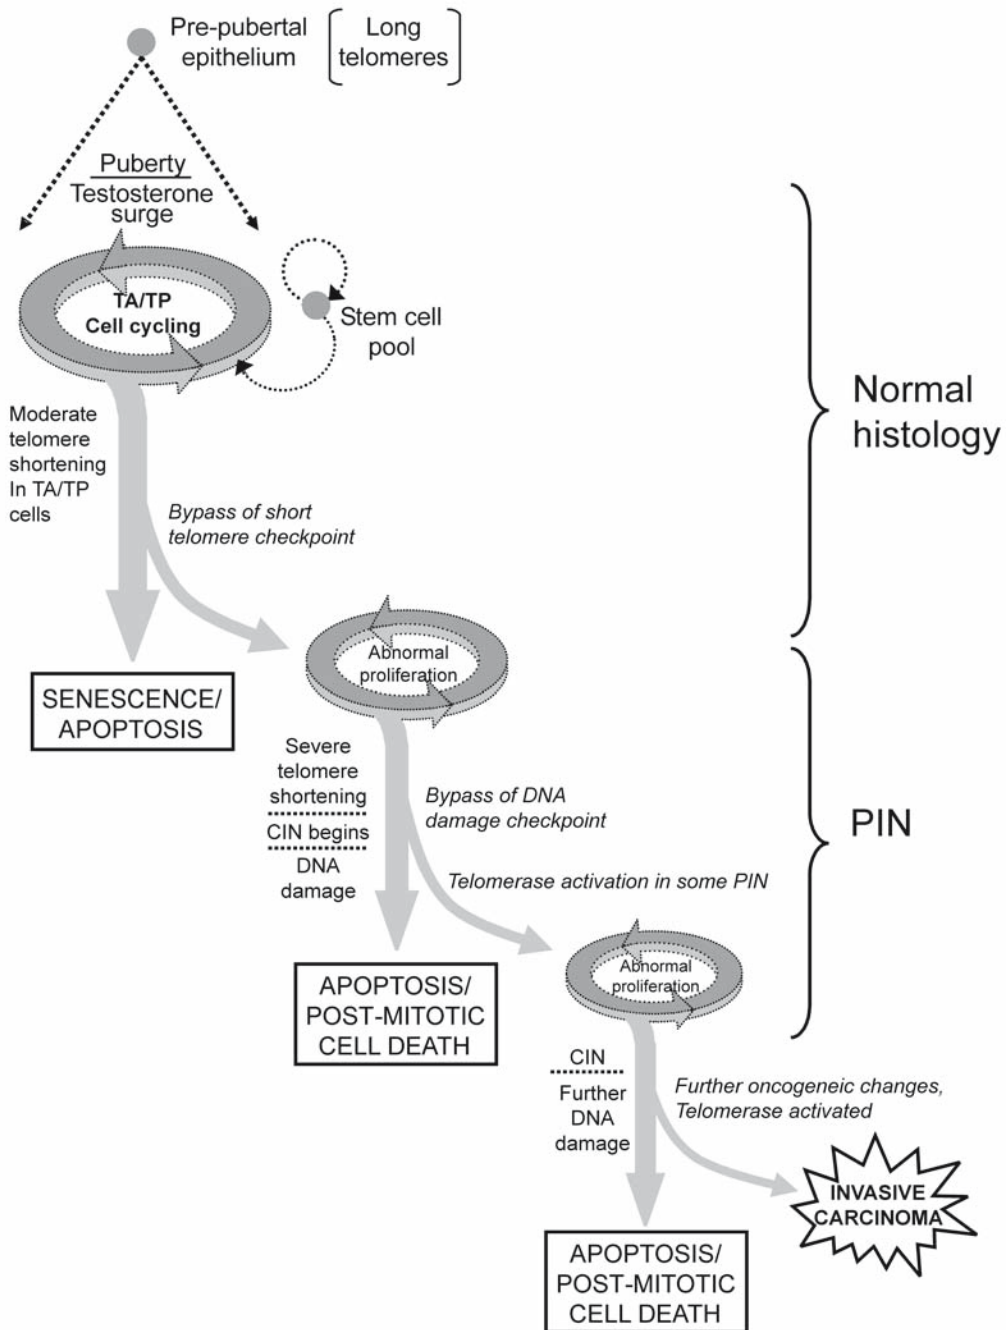 Pre-pubertal
epithelium
Long
telomeres
Puberty
Testosterone
surge
TA/TP
Cell cycling
Stem cell
pool
Moderate
telomere
shortening
In TA/TP
cells
Bypass of short
telomere checkpoint
Normal
histology
SENESCENCE/
APOPTOSIS
Abnormal
proliferation
Severe
telomere
shortening
CIN begins
DNA
damage
Bypass of DNA
damage checkpoint
Telomerase activation in some PIN
PIN
APOPTOSIS/
POST-MITOTIC
CELL DEATH
Abnormal
proliferation
CIN
Further
DNA
damage
Further oncogeneic changes,
Telomerase activated
INVASIVE
CARCINOMA
APOPTOSIS/
POST-MITOTIC
CELL DEATH